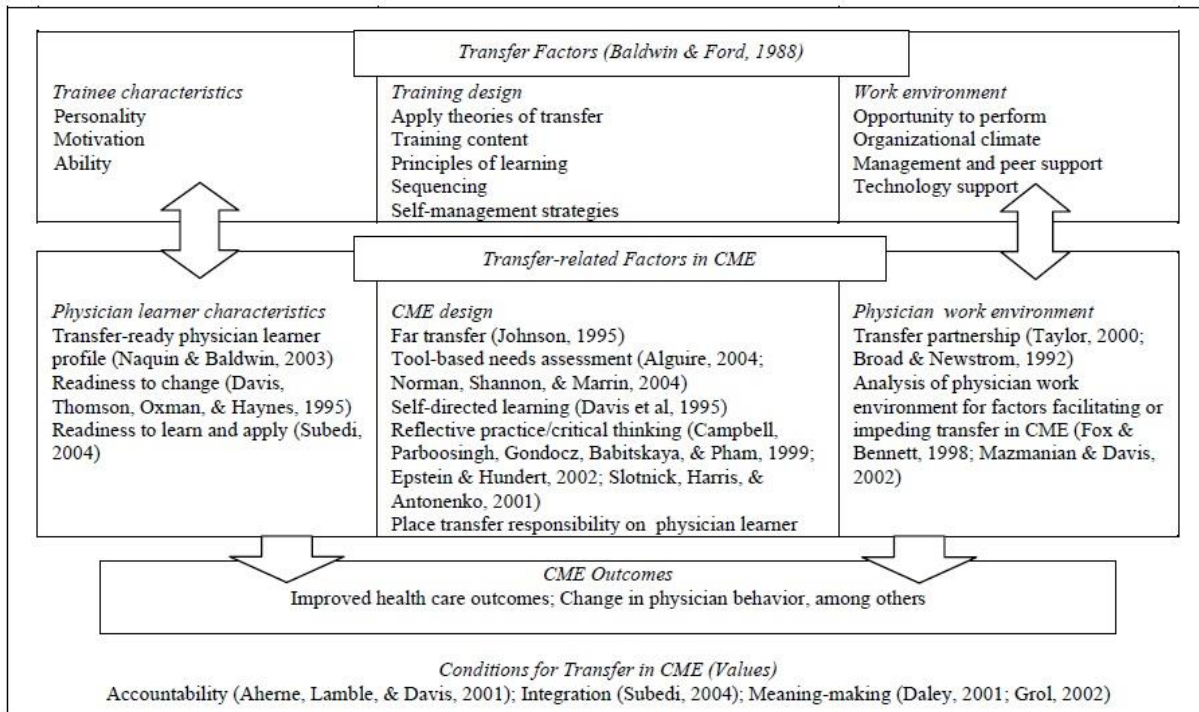 Transfer Factors (Baldwin & Ford, 1988)
Trainee characteristics
Personality
Motivation
Ability
Training design
Apply theories of transfer
Training content
Principles of learning
Sequencing
Self-management strategies
Work environment
Opportunity to perform
Organizational climate
Management and peer support
Technology support
Transfer-related Factors in CME
Physician learner characteristics
Transfer-ready physician learner
profile (Naquin & Baldwin, 2003)
Readiness to change (Davis,
Thomson, Oxman, & Haynes, 1995)
Readiness to learn and apply (Subedi,
2004)
CME design
Far transfer (Johnson, 1995)
Tool-based needs assessment (Alguire, 2004;
Norman, Shannon, & Marrin, 2004)
Self-directed learning (Davis et al, 1995)
Reflective practice/critical thinking (Campbell,
Parboosingh, Gondocz, Babitskaya, & Pham, 1999;
Epstein & Hundert, 2002; Slotnick, Harris, &
Antonenko, 2001)
Place transfer responsibility on physician learner
Physician work environment
Transfer partnership (Taylor, 2000;
Broad & Newstrom, 1992)
Analysis of physician work
environment for factors facilitating or
impeding transfer in CME (Fox &
Bennett, 1998; Mazmanian & Davis,
2002)
CME Outcomes
Improved health care outcomes; Change in physician behavior, among others
Conditions for Transfer in CME (Values)
Accountability (Aherne, Lamble, & Davis, 2001); Integration (Subedi, 2004); Meaning-making (Daley, 2001; Grol, 2002)